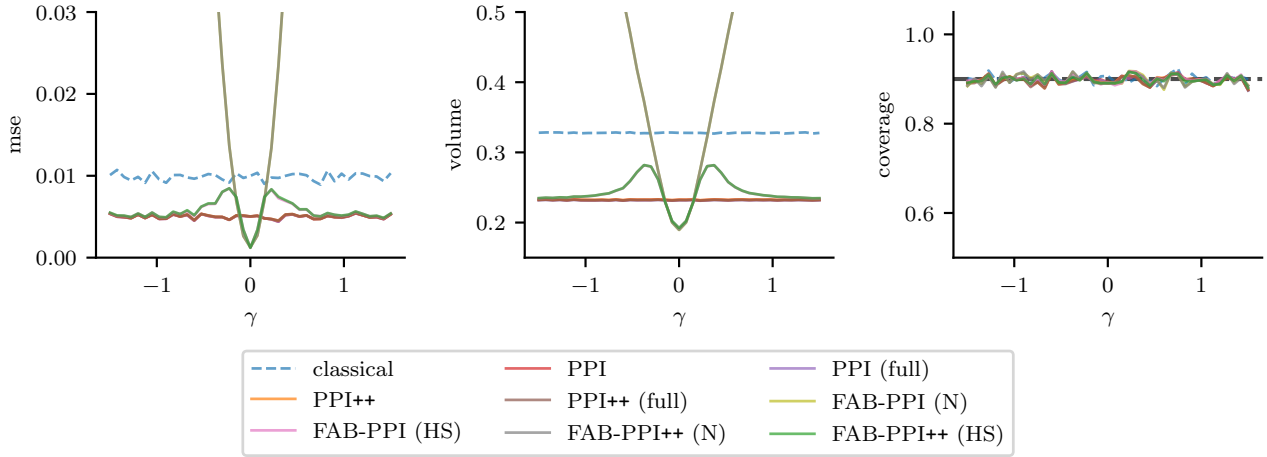 0.03
0.02
0.01
0.00
mse
−1
0
1
γ
0.5
0.4
0.3
0.2
volume
−1
0
1
γ
1.0
0.8
0.6
coverage
−1
0
1
γ
classical
PPI
PPI (full)
PPI++
PPI++ (full)
FAB-PPI (N)
FAB-PPI (HS)
FAB-PPI++ (N)
FAB-PPI++ (HS)